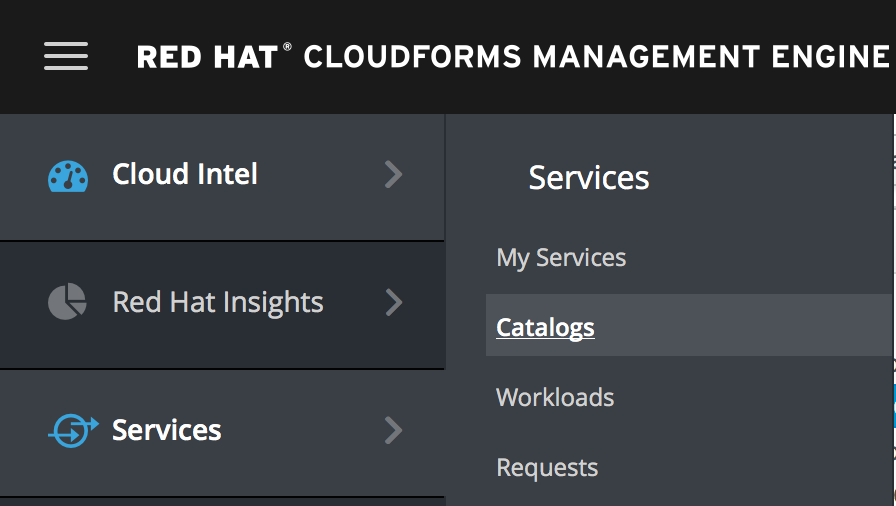 RED HAT® CLOUDFORMS MANAGEMENT ENGINE
Cloud Intel
Red Hat Insights
Services
Services
My Services
Catalogs
Workloads
Requests